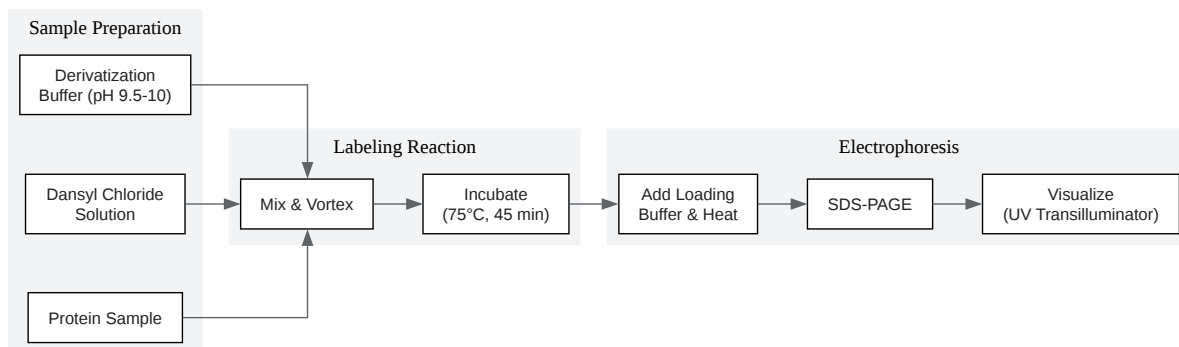 Sample Preparation
Derivatization
Buffer (pH 9.5-10)
Dansyl Chloride
Solution
Protein Sample
Labeling Reaction
Mix & Vortex
Incubate
(75°C, 45 min)
Electrophoresis
Add Loading
Buffer & Heat
SDS-PAGE
Visualize
(UV Transilluminator)